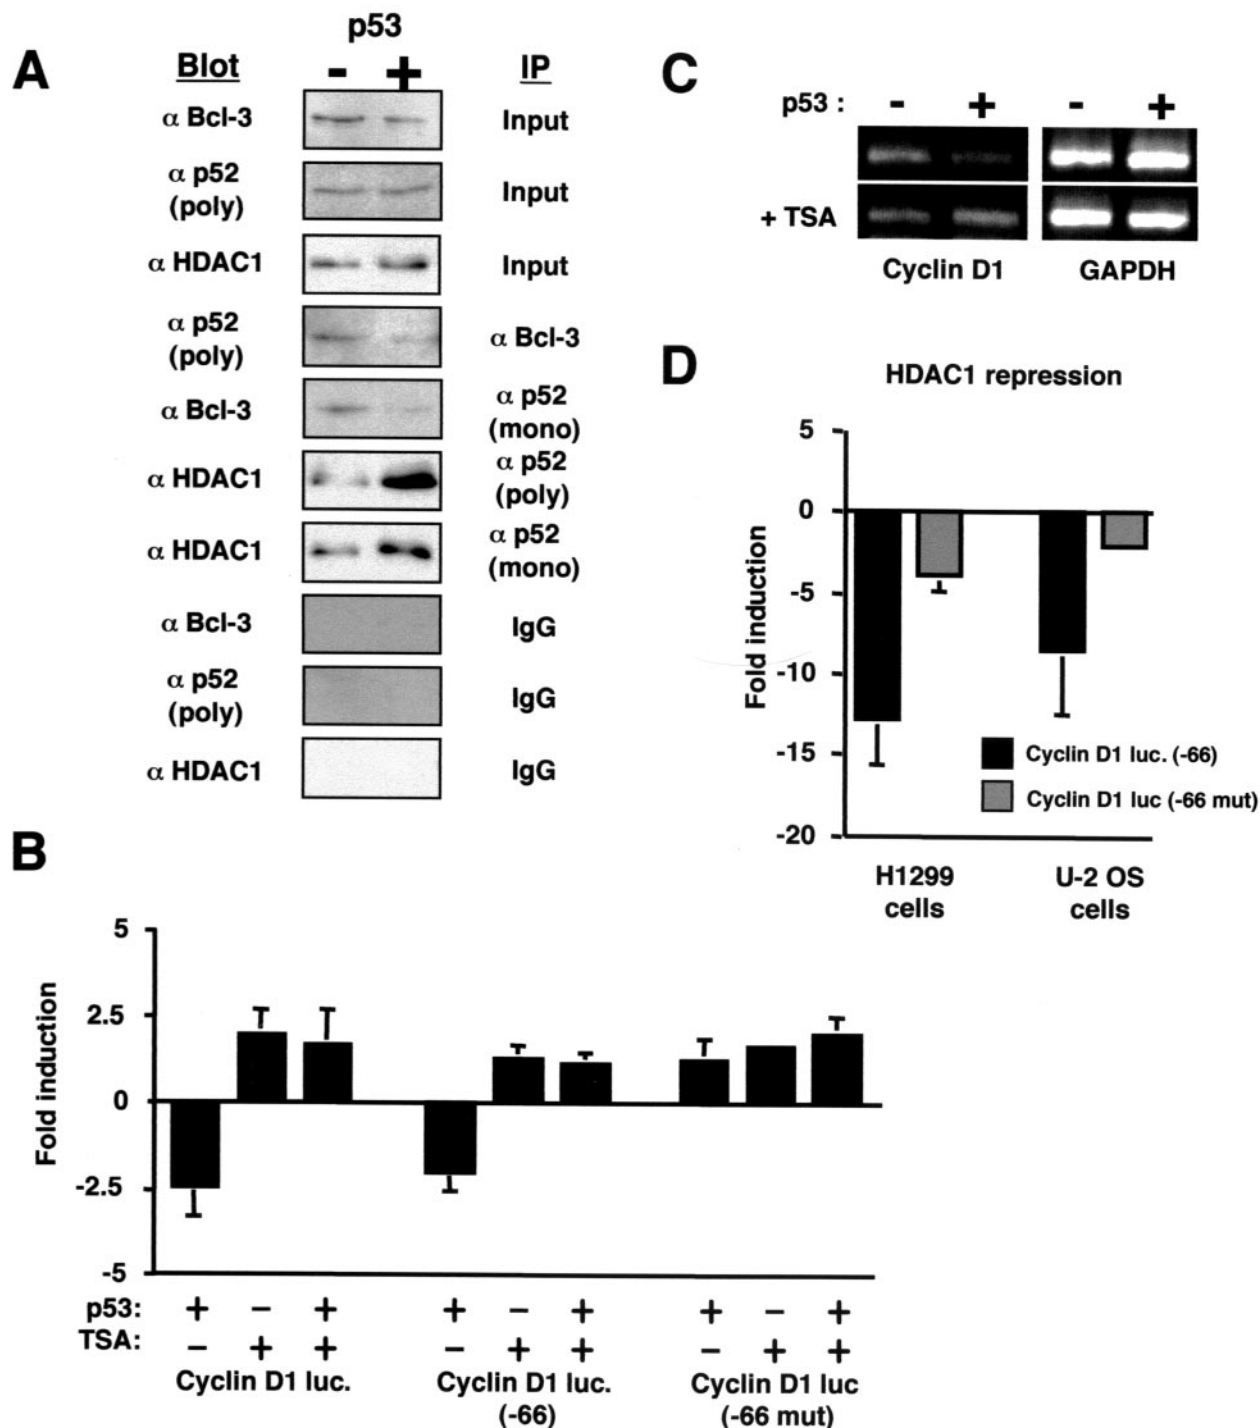 A
p53
Blot - + IP
α Bcl-3 Input
α p52
(poly) Input
α HDAC1 Input
α p52
(poly) α Bcl-3
α Bcl-3 α p52
(mono)
α HDAC1 α p52
(poly)
α HDAC1 α p52
(mono)
α Bcl-3 IgG
α p52
(poly) IgG
α HDAC1 IgG
C
p53 : - + - +
+ TSA
Cyclin D1 GAPDH
D
HDAC1 repression
Fold induction
5
0
-5
-10
-15
-20
Cyclin D1 luc. (-66)
Cyclin D1 luc (-66 mut)
H1299
cells
U-2 OS
cells
B
Fold induction
5
2.5
0
-2.5
-5
p53: + − + + − + + − +
TSA: − + + − + + − + +
Cyclin D1 luc.
Cyclin D1 luc.
(-66)
Cyclin D1 luc
(-66 mut)